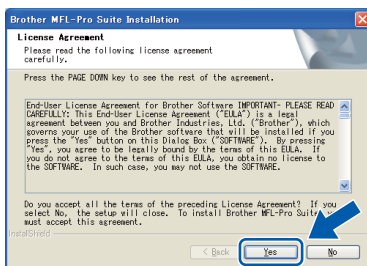 Brother MFL-Pro Suite Installation
License Agreement
Please read the following license agreement
carefully.
Press the PAGE DOWN key to see the rest of the agreement.
End-User License Agreement for Brother Software IMPORTANT- PLEASE READ
CAREFULLY: This End-User License Agreement ("EULA") is a legal
agreement between you and Brother Industries, Ltd. ("Brother"), which
governs your use of the Brother software that will be installed if you
press the "Yes" button on this Dialog Box ("SOFTWARE"). By pressing
"Yes", you agree to be legally bound by the terms of this EULA. If
you do not agree to the terms of this EULA, you obtain no license to
the SOFTWARE. In such case, you may not use the SOFTWARE.
Do you accept all the terms of the preceding License Agreement? If you
select No, the setup will close. To install Brother MFL-Pro Suite,
must accept this agreement.
InstallShield
< Back Yes No